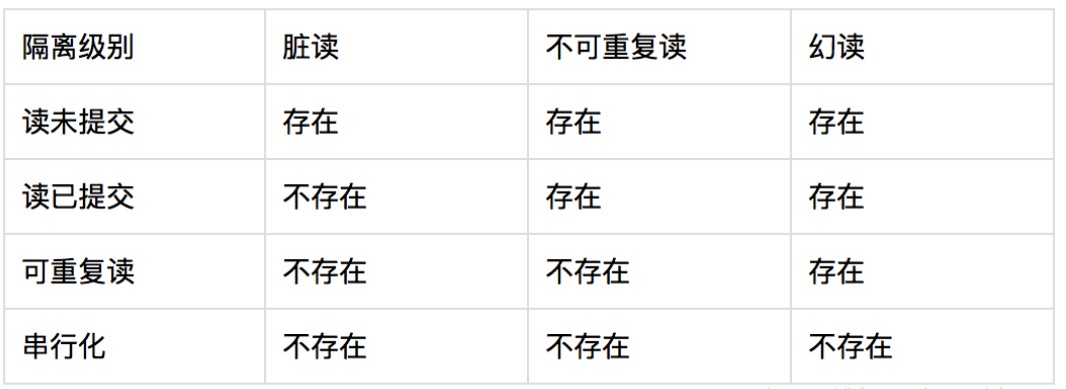 隔离级别 脏读 不可重复读 幻读
读未提交 存在 存在 存在
读已提交 不存在 存在 存在
可重复读 不存在 不存在 存在
串行化 不存在 不存在 不存在